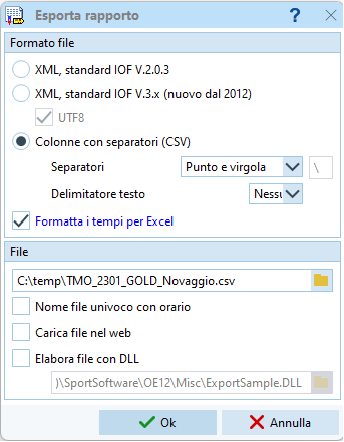 Esporta rapporto
?
Formato file
XML, standard IOF V.2.0.3
XML, standard IOF V.3.x (nuovo dal 2012)
UTF8
Colonne con separatori (CSV)
Separatori Punto e virgola \
Delimitatore testo Nessu
Formatta i tempi per Excel
File
C:\temp\TMO_2301_GOLD_Novaggio.csv
Nome file univoco con orario
Carica file nel web
Elabora file con DLL
)\SportSoftware\OE12\Misc\ExportSample.DLL
Ok Annulla